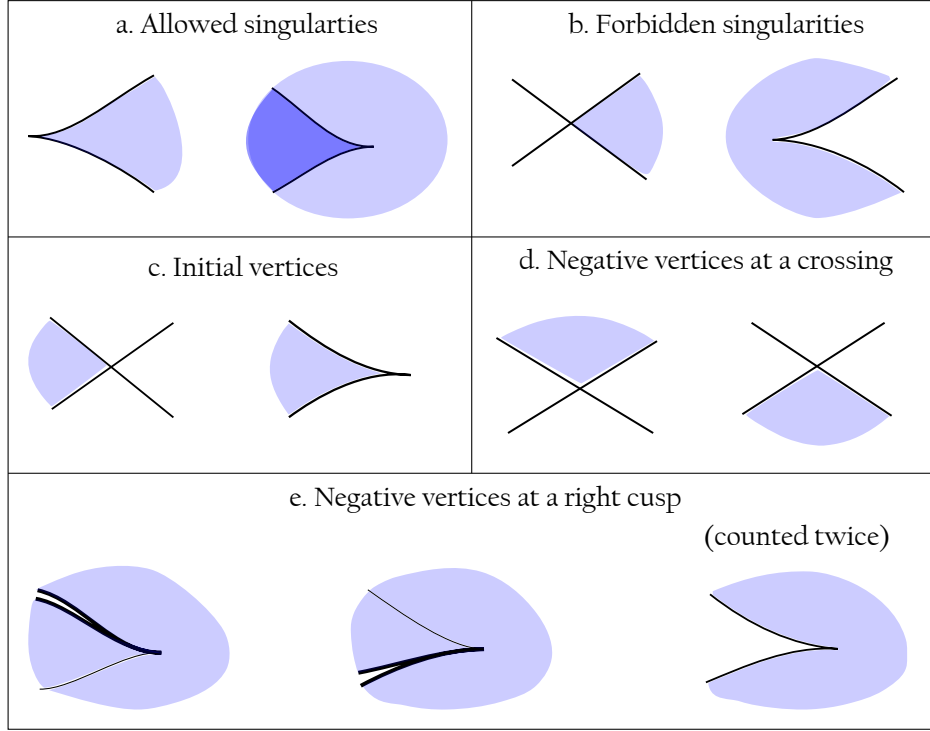 a. Allowed singularties
b. Forbidden singularities
c. Initial vertices
d. Negative vertices at a crossing
e. Negative vertices at a right cusp
(counted twice)